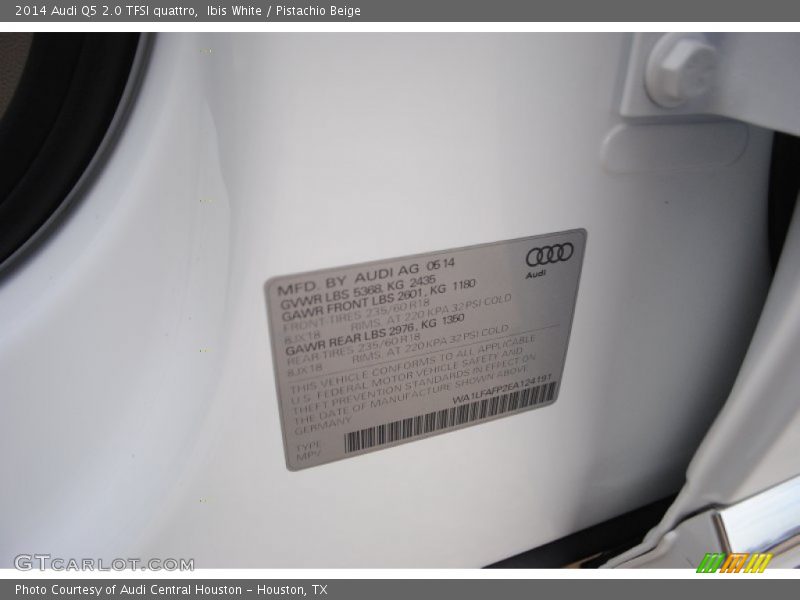 2014 Audi Q5 2.0 TFSI quattro,  Ibis White / Pistachio Beige
MFD. BY AUDI AG 05 14
GVWR LBS 5368, KG 2435
GAWR FRONT LBS 2601, KG 1180
FRONT-TIRES 235/60 R18
8JX18 RIMS, AT 220 KPA 32 PSI COLD
GAWR REAR LBS 2976, KG 1350
REAR TIRES 235/60 R18
8JX18 RIMS, AT 220 KPA 32 PSI COLD
Audi
THIS VEHICLE CONFORMS TO ALL APPLICABLE
U.S. FEDERAL MOTOR VEHICLE SAFETY AND
THEFT PREVENTION STANDARDS IN EFFECT ON
THE DATE OF MANUFACTURE SHOWN ABOVE
GERMANY WA1LFAFP2EA124191
TYPE:
MPV
GTCARLOT.COM
Photo Courtesy of Audi Central Houston - Houston, TX